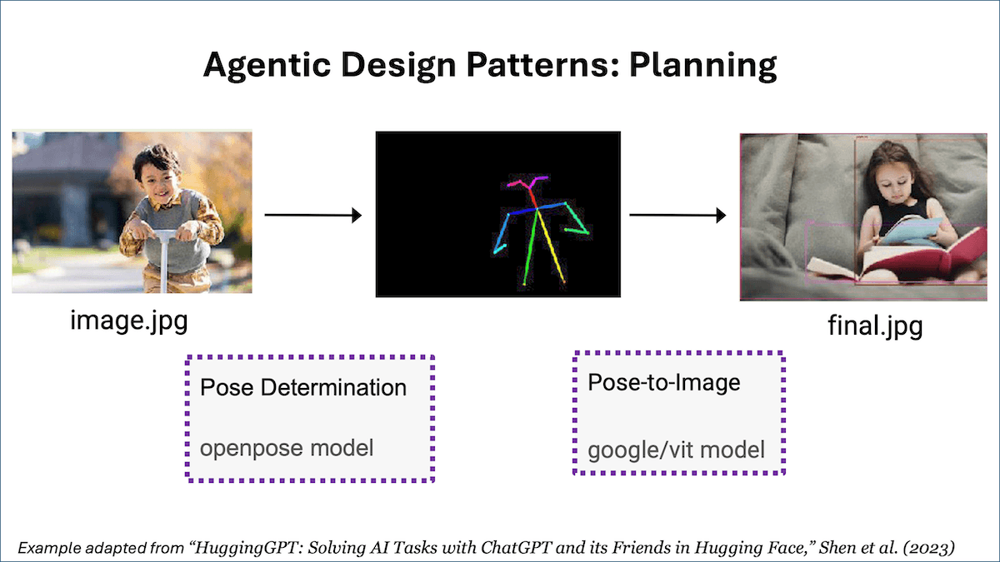 Agentic Design Patterns: Planning
image.jpg
final.jpg
Pose Determination
openpose model
Pose-to-Image
google/vit model
Example adapted from “HuggingGPT: Solving AI Tasks with ChatGPT and its Friends in Hugging Face,” Shen et al. (2023)